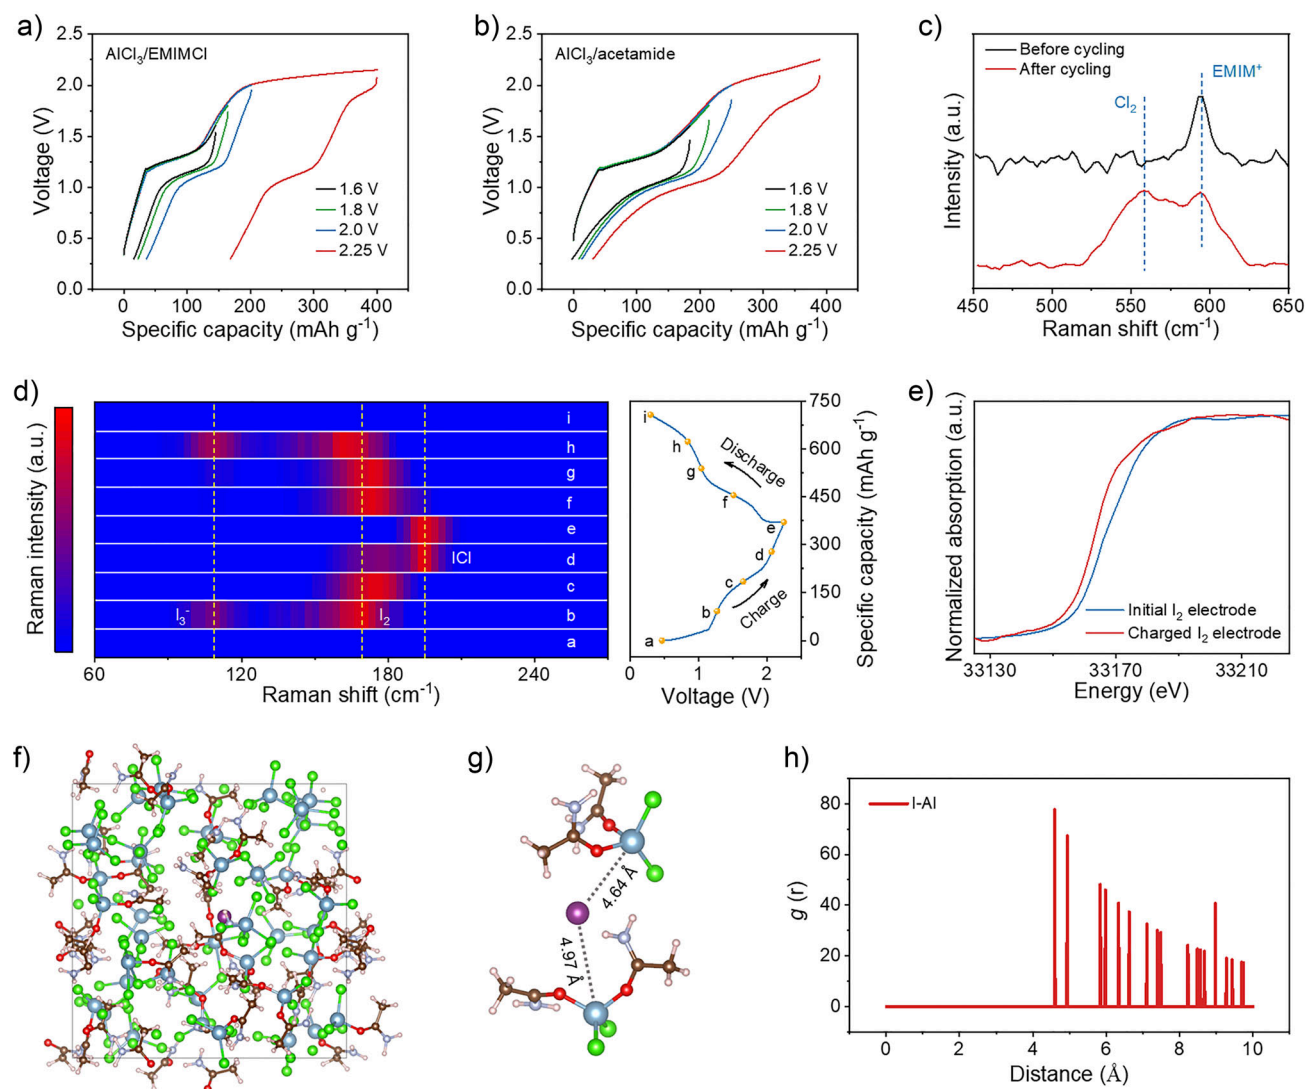 a)
AlCl3/EMIMCl
Voltage (V)
2.5
2.0
1.5
1.0
0.5
0.0
1.6 V
1.8 V
2.0 V
2.25 V
0 100 200 300 400
Specific capacity (mAh g-1)
b)
AlCl3/acetamide
Voltage (V)
2.5
2.0
1.5
1.0
0.5
0.0
1.6 V
1.8 V
2.0 V
2.25 V
0 100 200 300 400
Specific capacity (mAh g-1)
c)
Before cycling
After cycling
EMIM+
Cl2
Intensity (a.u.)
450 500 550 600 650
Raman shift (cm-1)
d)
Raman intensity (a.u.)
i
h
g
f
e
d
c
b
a
ICl
I3-
I2
60 120 180 240
Raman shift (cm-1)
i
h
g
f
e
d
c
b
a
Discharge
Charge
750
600
450
300
150
0
Specific capacity (mAh g-1)
0 1 2
Voltage (V)
e)
Normalized absorption (a.u.)
Initial I2 electrode
Charged I2 electrode
33130 33170 33210
Energy (eV)
f)
g)
4.64 Å
4.97 Å
h)
I-Al
g (r)
80
60
40
20
0
0 2 4 6 8 10
Distance (Å)